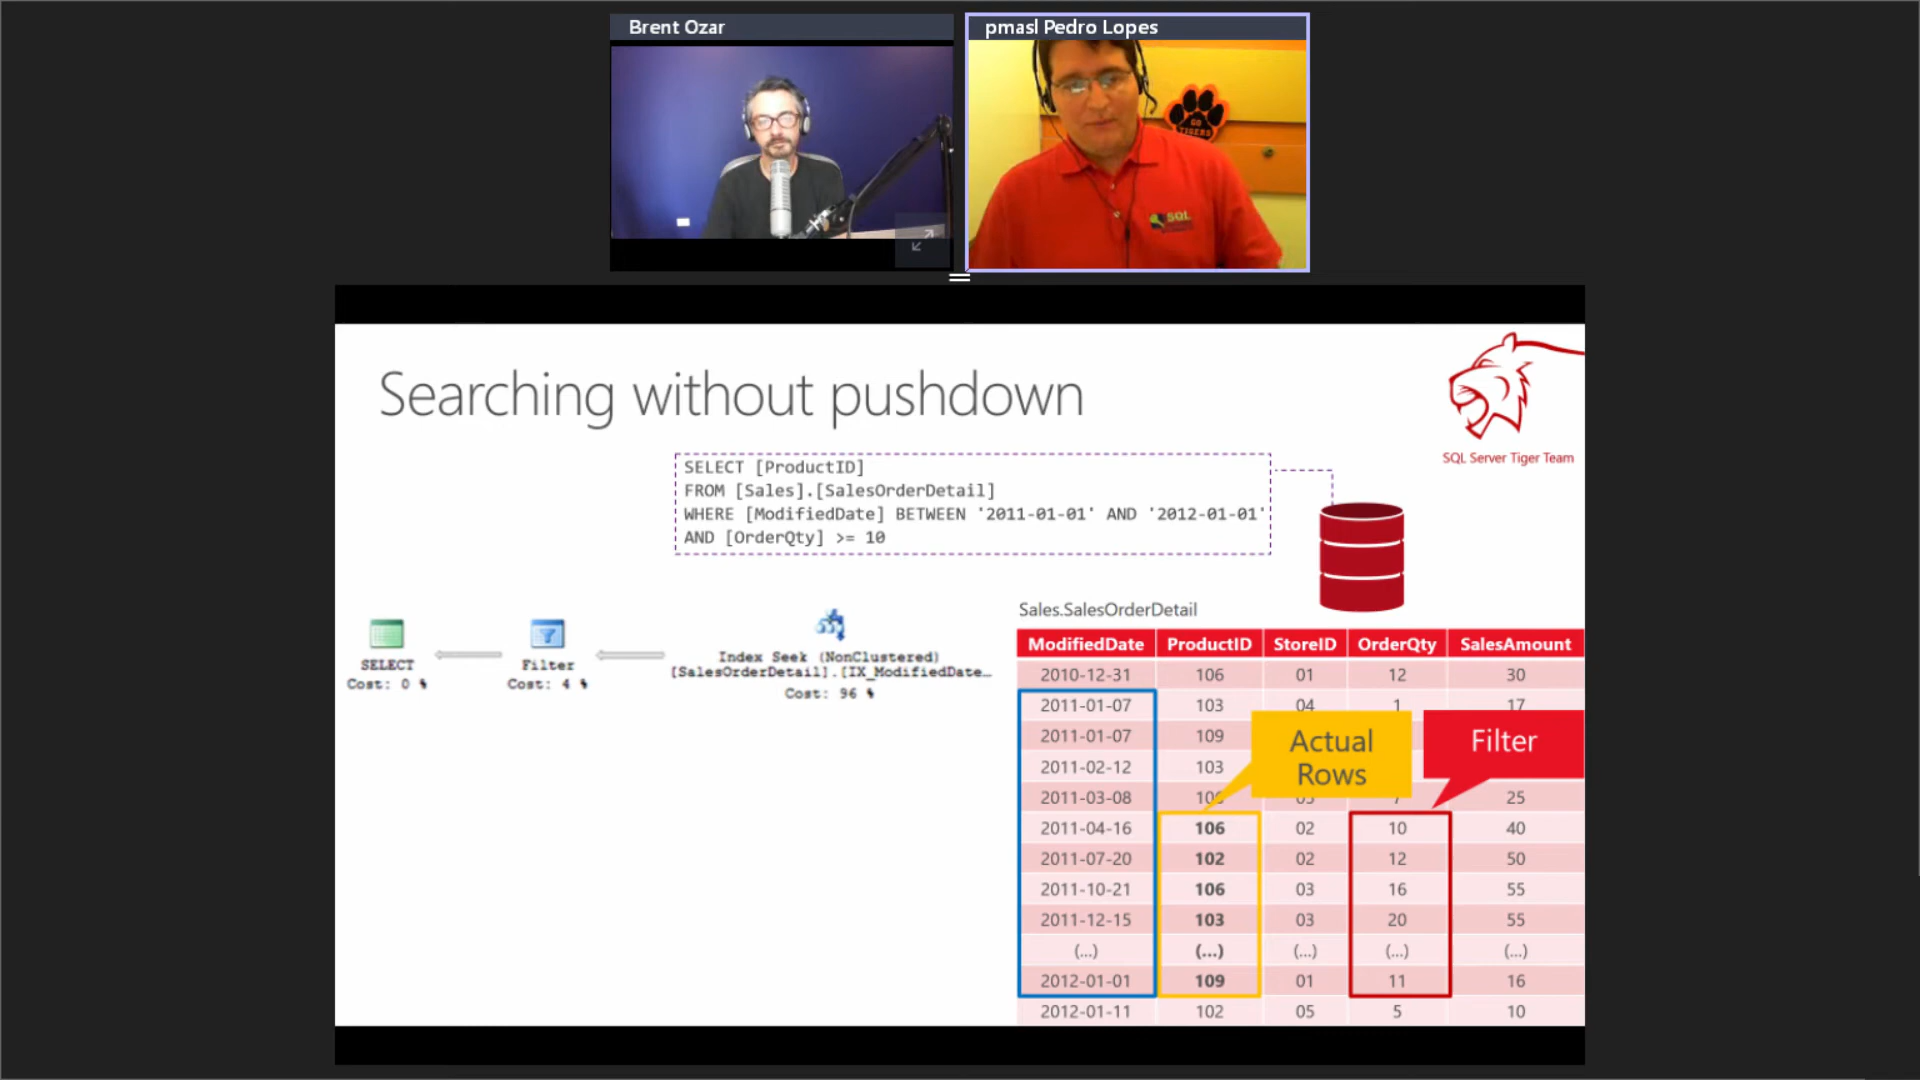 Brent Ozar
pmasl Pedro Lopes
GO
TIGERS
SQL
Searching without pushdown
SQL Server Tiger Team
SELECT [ProductID]
FROM [Sales].[SalesOrderDetail]
WHERE [ModifiedDate] BETWEEN '2011-01-01' AND '2012-01-01'
AND [OrderQty] >= 10
SELECT
Cost: 0 %
Filter
Cost: 4 %
Index Seek (NonClustered)
[SalesOrderDetail].[IX_ModifiedDate…
Cost: 96 %
Sales.SalesOrderDetail
ModifiedDate ProductID StoreID OrderQty SalesAmount
2010-12-31 106 01 12 30
2011-01-07 103 04 1 17
2011-01-07 109
2011-02-12 103
Actual
Rows
Filter
2011-03-08 25
2011-04-16 106 02 10 40
2011-07-20 102 02 12 50
2011-10-21 106 03 16 55
2011-12-15 103 03 20 55
(...) (...) (...) (...) (...)
2012-01-01 109 01 11 16
2012-01-11 102 05 5 10